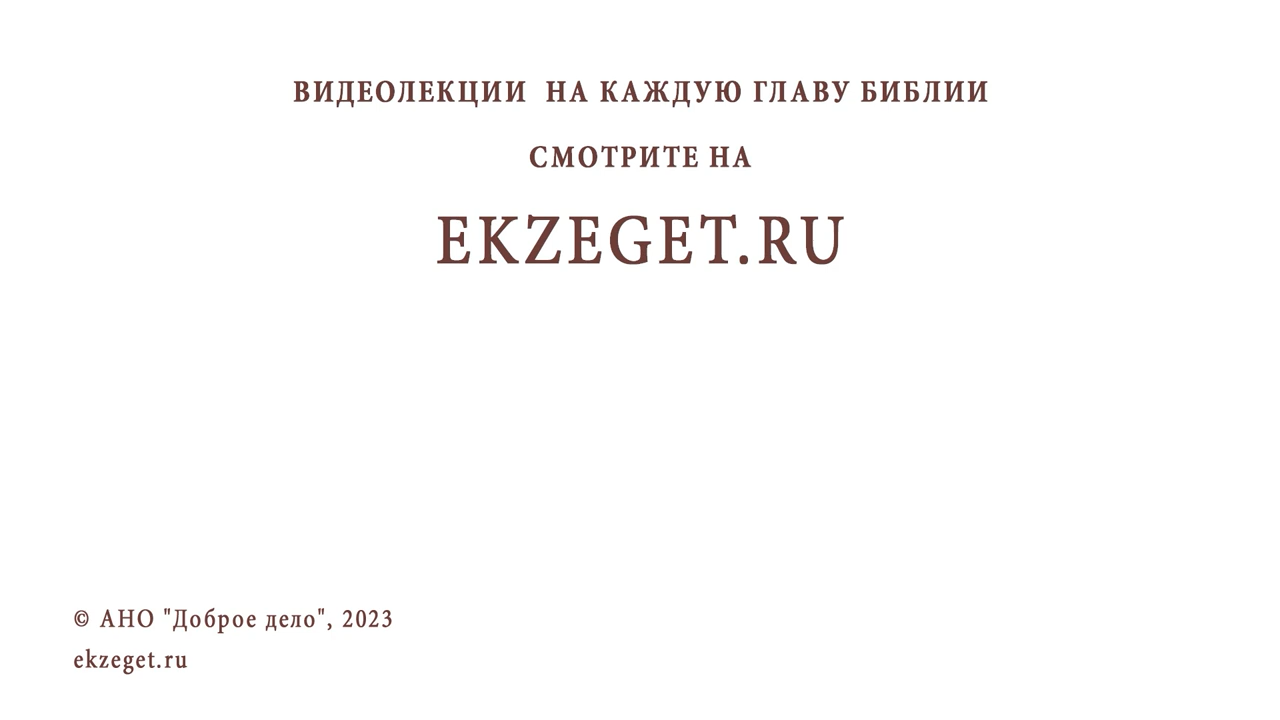 ВИДЕОЛЕКЦИИ НА КАЖДУЮ ГЛАВУ БИБЛИИ
СМОТРИТЕ НА
EKZEGET.RU
© АНО "Доброе дело", 2023
ekzeget.ru